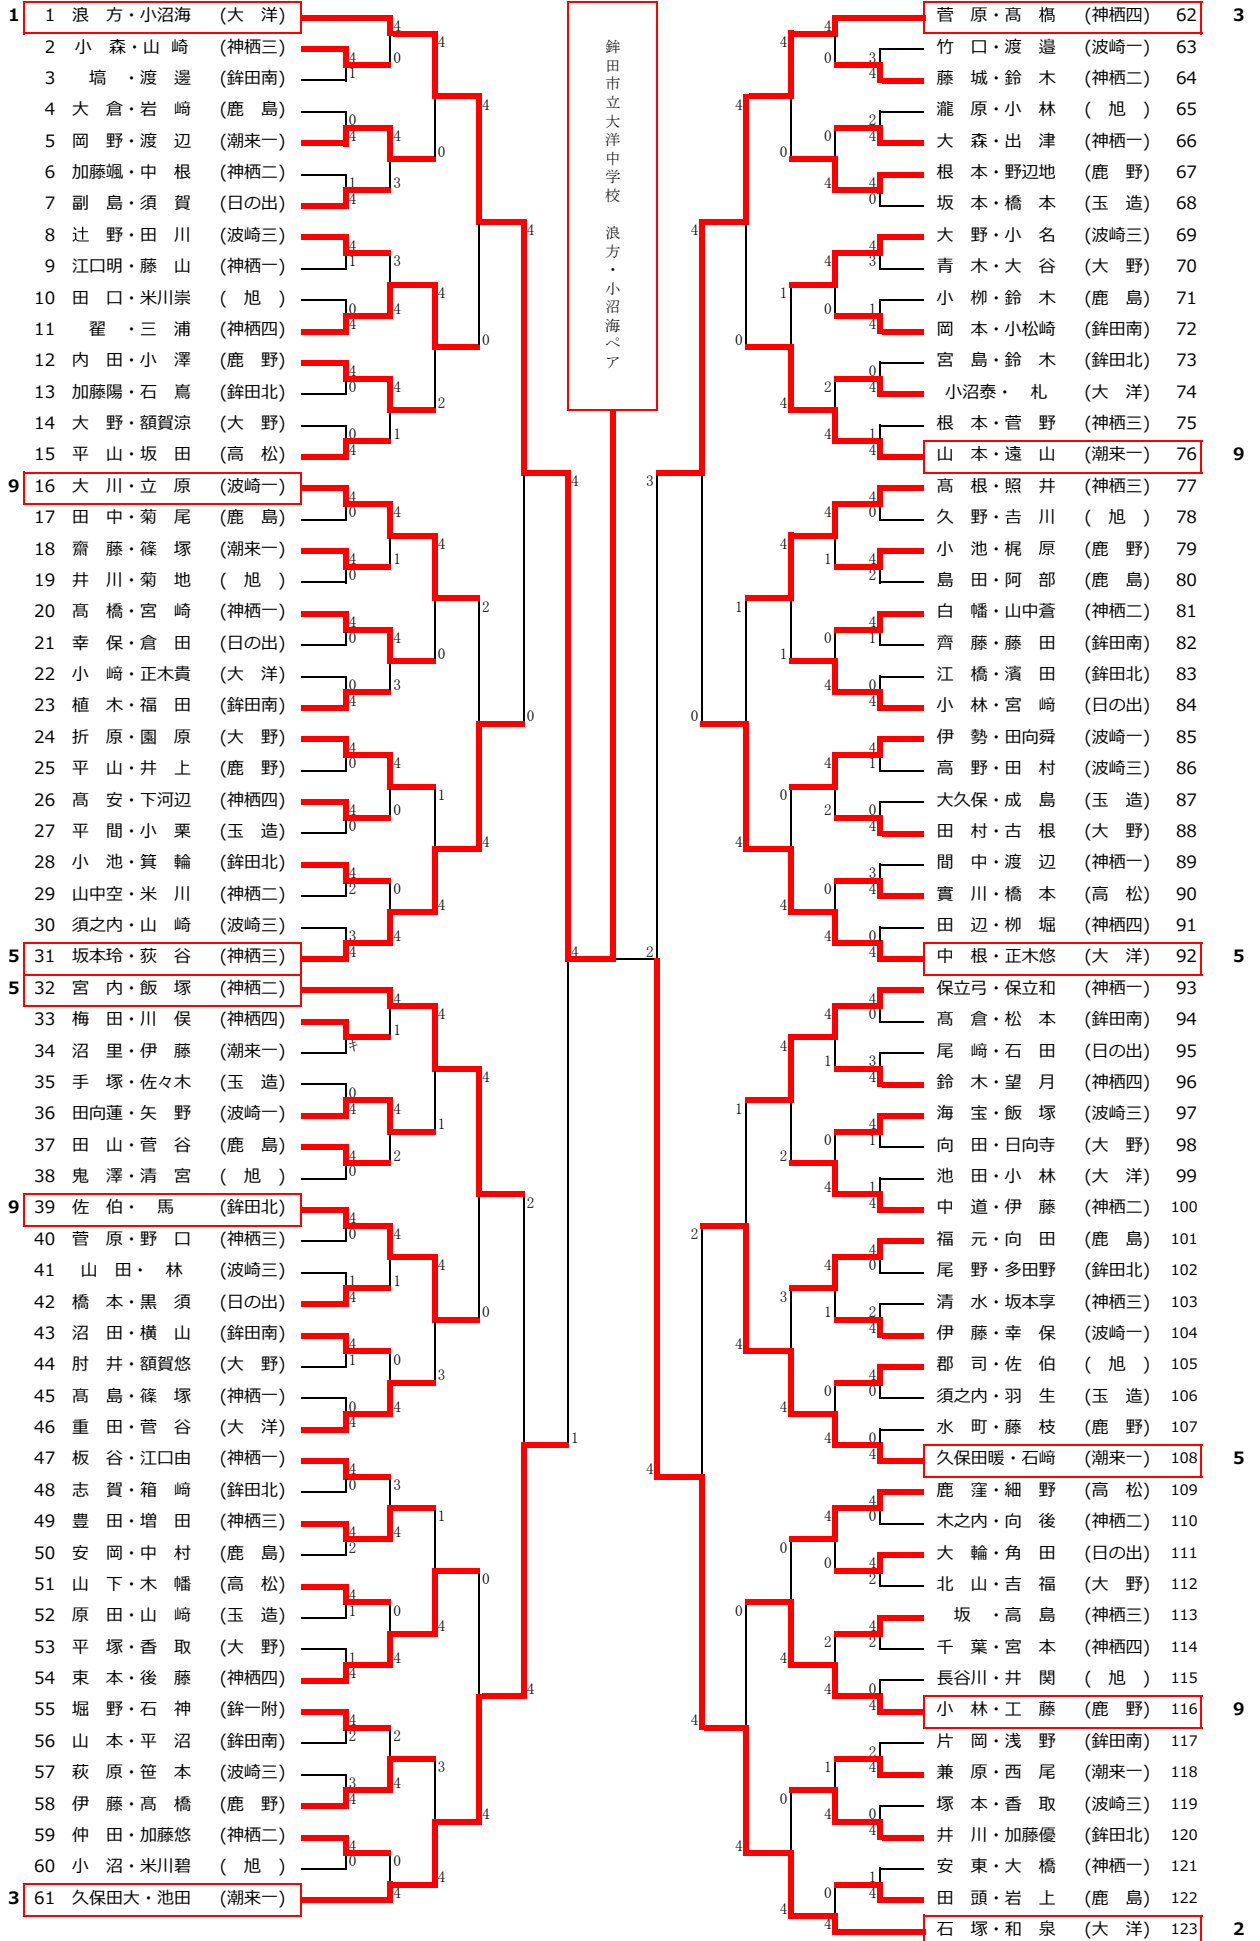 1 1 浪　方・小沼海 (大　洋)
2 小　森・山　崎 (神栖三)
3 塙　・渡　邊 (鉾田南)
4 大　倉・岩　﨑 (鹿　島)
5 岡　野・渡　辺 (潮来一)
6 加藤颯・中　根 (神栖二)
7 副　島・須　賀 (日の出)
8 辻　野・田　川 (波崎三)
9 江口明・藤　山 (神栖一)
10 田　口・米川崇 (　旭　)
11 翟　・三　浦 (神栖四)
12 内　田・小　澤 (鹿　野)
13 加藤陽・石　嶌 (鉾田北)
14 大　野・額賀涼 (大　野)
15 平　山・坂　田 (高　松)
9 16 大　川・立　原 (波崎一)
17 田　中・菊　尾 (鹿　島)
18 齋　藤・篠　塚 (潮来一)
19 井　川・菊　地 (　旭　)
20 髙　橋・宮　崎 (神栖一)
21 幸　保・倉　田 (日の出)
22 小　﨑・正木貴 (大　洋)
23 植　木・福　田 (鉾田南)
24 折　原・園　原 (大　野)
25 平　山・井　上 (鹿　野)
26 髙　安・下河辺 (神栖四)
27 平　間・小　栗 (玉　造)
28 小　池・箕　輪 (鉾田北)
29 山中空・米　川 (神栖二)
30 須之内・山　崎 (波崎三)
5 31 坂本玲・荻　谷 (神栖三)
5 32 宮　内・飯　塚 (神栖二)
33 梅　田・川　俣 (神栖四)
34 沼　里・伊　藤 (潮来一)
35 手　塚・佐々木 (玉　造)
36 田向蓮・矢　野 (波崎一)
37 田　山・菅　谷 (鹿　島)
38 鬼　澤・清　宮 (　旭　)
9 39 佐　伯・　馬 (鉾田北)
40 菅　原・野　口 (神栖三)
41 山　田・　林 (波崎三)
42 橋　本・黒　須 (日の出)
43 沼　田・横　山 (鉾田南)
44 肘　井・額賀悠 (大　野)
45 髙　島・篠　塚 (神栖一)
46 重　田・菅　谷 (大　洋)
47 板　谷・江口由 (神栖一)
48 志　賀・箱　﨑 (鉾田北)
49 豊　田・増　田 (神栖三)
50 安　岡・中　村 (鹿　島)
51 山　下・木　幡 (高　松)
52 原　田・山　﨑 (玉　造)
53 平　塚・香　取 (大　野)
54 束　本・後　藤 (神栖四)
55 堀　野・石　神 (鉾一附)
56 山　本・平　沼 (鉾田南)
57 萩　原・笹　本 (波崎三)
58 伊　藤・髙　橋 (鹿　野)
59 仲　田・加藤悠 (神栖二)
60 小　沼・米川碧 (　旭　)
3 61 久保田大・池田 (潮来一)
鉾田市立大洋中学校　浪方・小沼海ペア
菅　原・髙　橋 (神栖四) 62 3
竹　口・渡　邉 (波崎一) 63
藤　城・鈴　木 (神栖二) 64
瀧　原・小　林 (　旭　) 65
大　森・出　津 (神栖一) 66
根　本・野辺地 (鹿　野) 67
坂　本・橋　本 (玉　造) 68
大　野・小　名 (波崎三) 69
青　木・大　谷 (大　野) 70
小　栁・鈴　木 (鹿　島) 71
岡　本・小松崎 (鉾田南) 72
宮　島・鈴　木 (鉾田北) 73
小沼泰・　札 (大　洋) 74
根　本・菅　野 (神栖三) 75
山　本・遠　山 (潮来一) 76 9
髙　根・照　井 (神栖三) 77
久　野・𠮷　川 (　旭　) 78
小　池・梶　原 (鹿　野) 79
島　田・阿　部 (鹿　島) 80
白　幡・山中蒼 (神栖二) 81
齊　藤・藤　田 (鉾田南) 82
江　橋・濱　田 (鉾田北) 83
小　林・宮　﨑 (日の出) 84
伊　勢・田向舜 (波崎一) 85
高　野・田　村 (波崎三) 86
大久保・成　島 (玉　造) 87
田　村・古　根 (大　野) 88
間　中・渡　辺 (神栖一) 89
實　川・橋　本 (高　松) 90
田　辺・栁　堀 (神栖四) 91
中　根・正木悠 (大　洋) 92 5
保立弓・保立和 (神栖一) 93
髙　倉・松　本 (鉾田南) 94
尾　﨑・石　田 (日の出) 95
鈴　木・望　月 (神栖四) 96
海　宝・飯　塚 (波崎三) 97
向　田・日向寺 (大　野) 98
池　田・小　林 (大　洋) 99
中　道・伊　藤 (神栖二) 100
福　元・向　田 (鹿　島) 101
尾　野・多田野 (鉾田北) 102
清　水・坂本享 (神栖三) 103
伊　藤・幸　保 (波崎一) 104
郡　司・佐　伯 (　旭　) 105
須之内・羽　生 (玉　造) 106
水　町・藤　枝 (鹿　野) 107
久保田暖・石﨑 (潮来一) 108 5
鹿　窪・細　野 (高　松) 109
木之内・向　後 (神栖二) 110
大　輪・角　田 (日の出) 111
北　山・吉　福 (大　野) 112
坂　・高　島 (神栖三) 113
千　葉・宮　本 (神栖四) 114
長谷川・井　関 (　旭　) 115
小　林・工　藤 (鹿　野) 116 9
片　岡・浅　野 (鉾田南) 117
兼　原・西　尾 (潮来一) 118
塚　本・香　取 (波崎三) 119
井　川・加藤優 (鉾田北) 120
安　東・大　橋 (神栖一) 121
田　頭・岩　上 (鹿　島) 122
石　塚・和　泉 (大　洋) 123 2